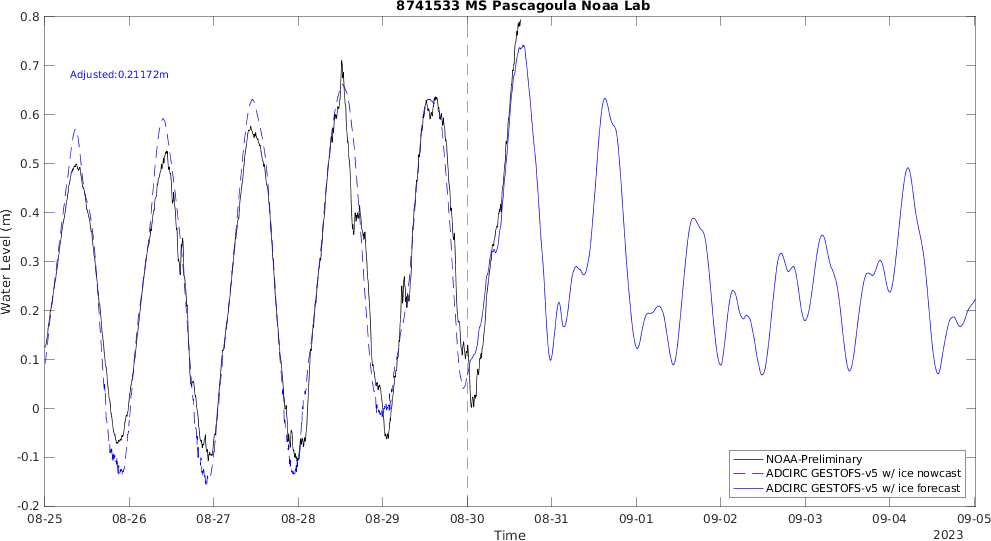 8741533 MS Pascagoula Noaa Lab
0.8
0.7
Adjusted:0.21172m
0.6
0.5
0.4
0.3
0.2
0.1
0
-0.1
-0.2
Water Level (m)
NOAA-Preliminary
ADCIRC GESTOFS-v5 w/ ice nowcast
ADCIRC GESTOFS-v5 w/ ice forecast
08-25 08-26 08-27 08-28 08-29 08-30 08-31 09-01 09-02 09-03 09-04 09-05
Time
2023